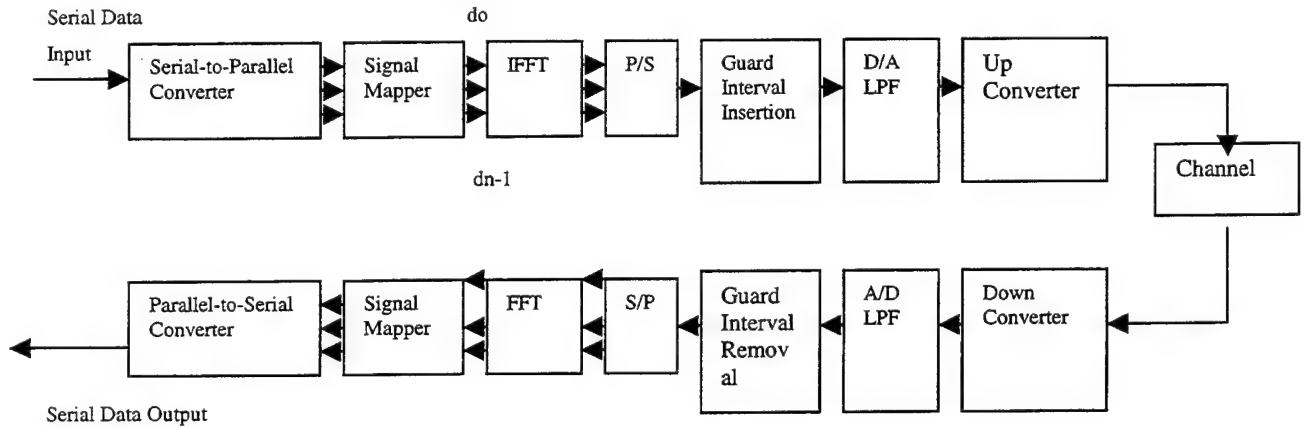 Serial Data
Input
do
Serial-to-Parallel
Converter
Signal
Mapper
IFFT
P/S
Guard
Interval
Insertion
D/A
LPF
Up
Converter
dn-1
Channel
Parallel-to-Serial
Converter
Signal
Mapper
FFT
S/P
Guard
Interval
Remov
al
A/D
LPF
Down
Converter
Serial Data Output